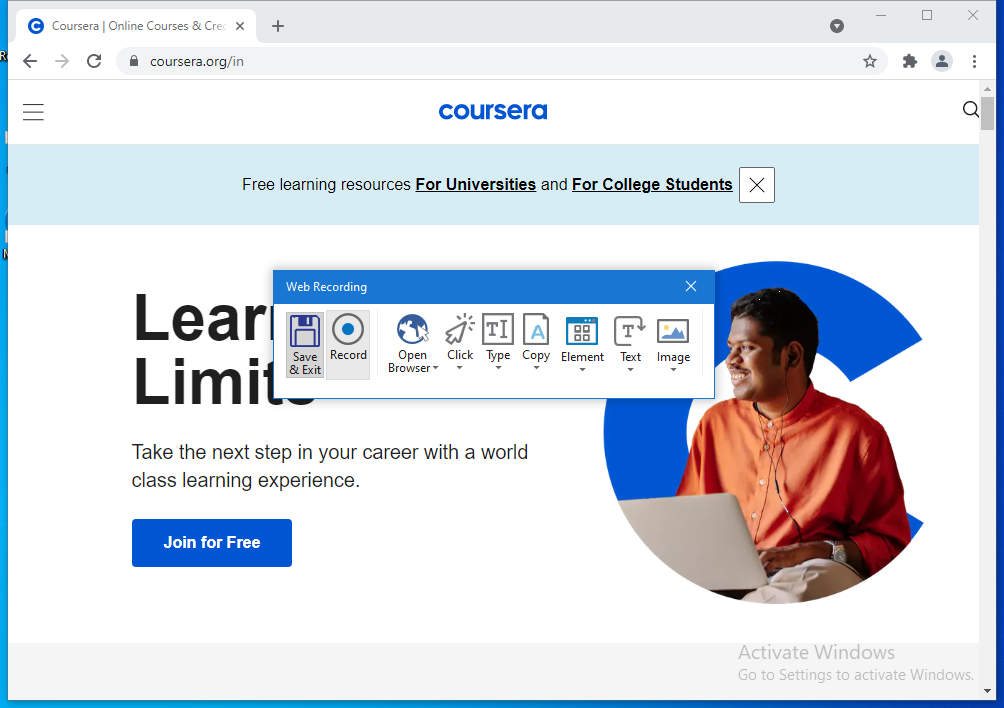 Coursera | Online Courses & Cre
coursera.org/in
coursera
Free learning resources For Universities and For College Students
Web Recording
Save & Exit
Record
Open Browser
Click
Type
Copy
Element
Text
Image
Lear
Limit
Take the next step in your career with a world
class learning experience.
Join for Free
Activate Windows
Go to Settings to activate Windows.